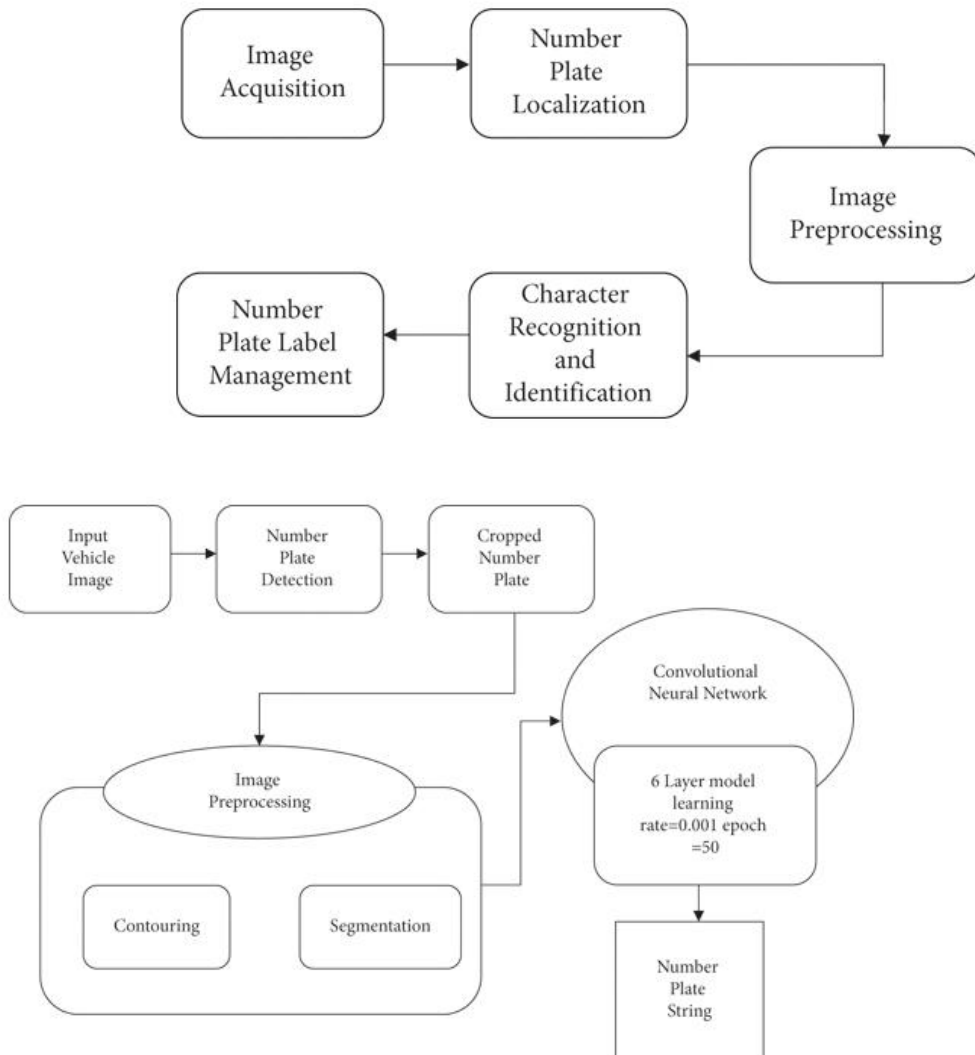 Image
Acquisition
Number
Plate
Localization
Image
Preprocessing
Character
Recognition
and
Identification
Number
Plate Label
Management
Input
Vehicle
Image
Number
Plate
Detection
Cropped
Number
Plate
Image
Preprocessing
Contouring
Segmentation
Convolutional
Neural Network
6 Layer model
learning
rate=0.001 epoch
=50
Number
Plate
String